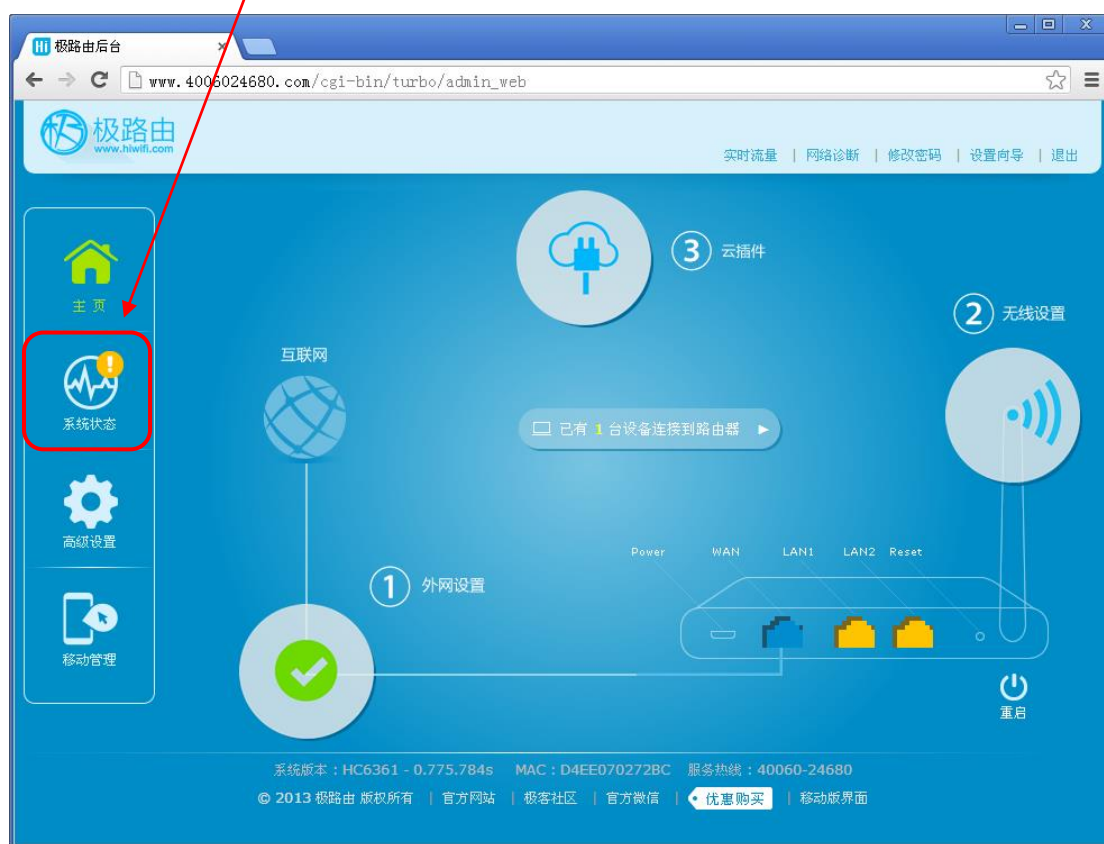 Hi 极路由后台
www.4006024680.com/cgi-bin/turbo/admin_web
极路由
www.hiwifi.com
实时流量 | 网络诊断 | 修改密码 | 设置向导 | 退出
3 云插件
主页
2 无线设置
互联网
系统状态
已有 1 台设备连接到路由器
高级设置
Power WAN LAN1 LAN2 Reset
1 外网设置
移动管理
重启
系统版本：HC6361 - 0.775.784s MAC：D4EE070272BC 服务热线：40060-24680
© 2013 极路由 版权所有 | 官方网站 | 极客社区 | 官方微信 | 优惠购买 | 移动版界面